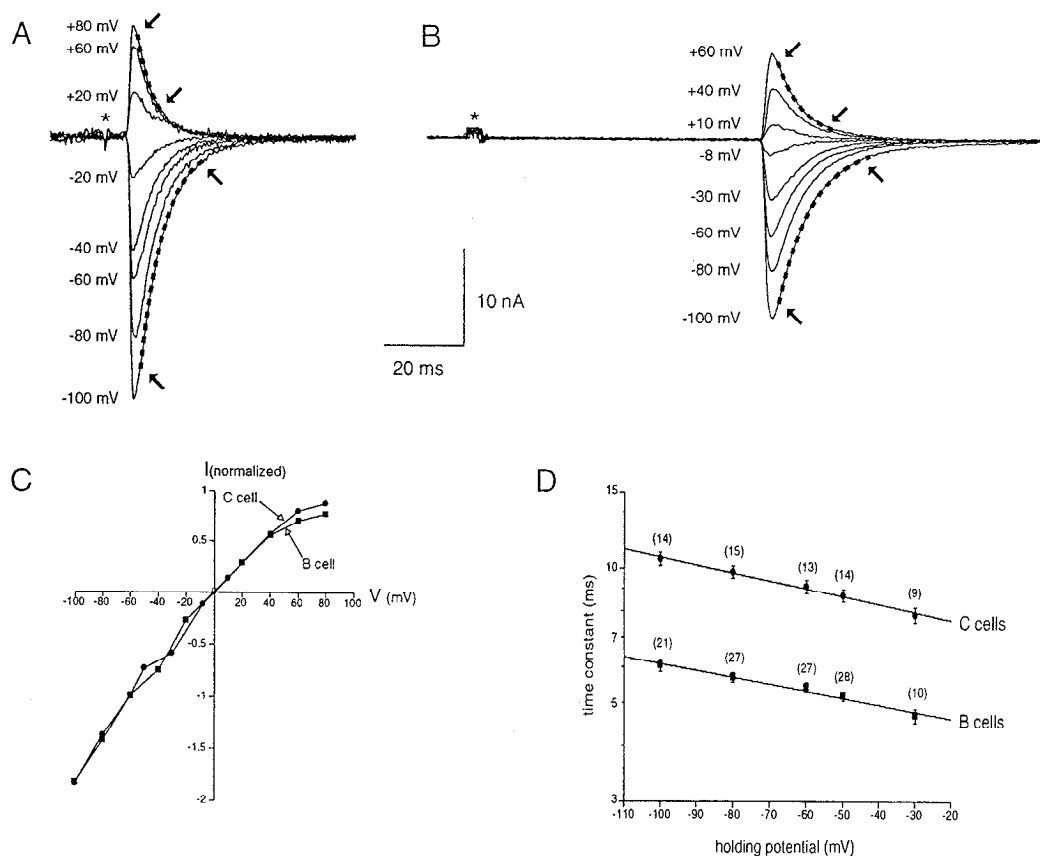 A
+80 mV
+60 mV
+20 mV
*
-20 mV
-40 mV
-60 mV
-80 mV
-100 mV
B
+60 mV
+40 mV
+10 mV
*
-8 mV
-30 mV
-60 mV
-80 mV
-100 mV
10 nA
20 ms
C
I(normalized)
1
C cell
0.5
B cell
-100 -80 -60 -40 -20 0 20 40 60 80 100
V (mV)
-0.5
-1
-1.5
-2
D
15
(14)
(15)
(13)
(14)
(9)
10
C cells
time constant (ms)
7
(21)
(27)
(27)
(28)
(10)
5
B cells
3
-110 -100 -90 -80 -70 -60 -50 -40 -30 -20
holding potential (mV)